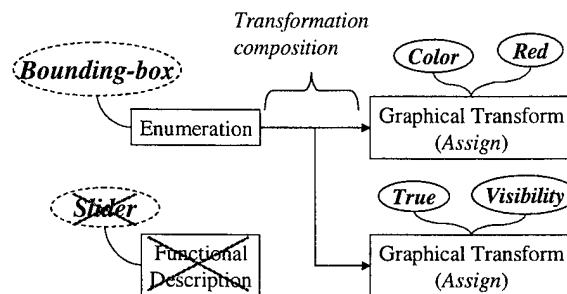 Transformation
composition
Bounding-box
Color
Red
Enumeration
Graphical Transform
(Assign)
Slider
True
Visibility
Functional
Description
Graphical Transform
(Assign)